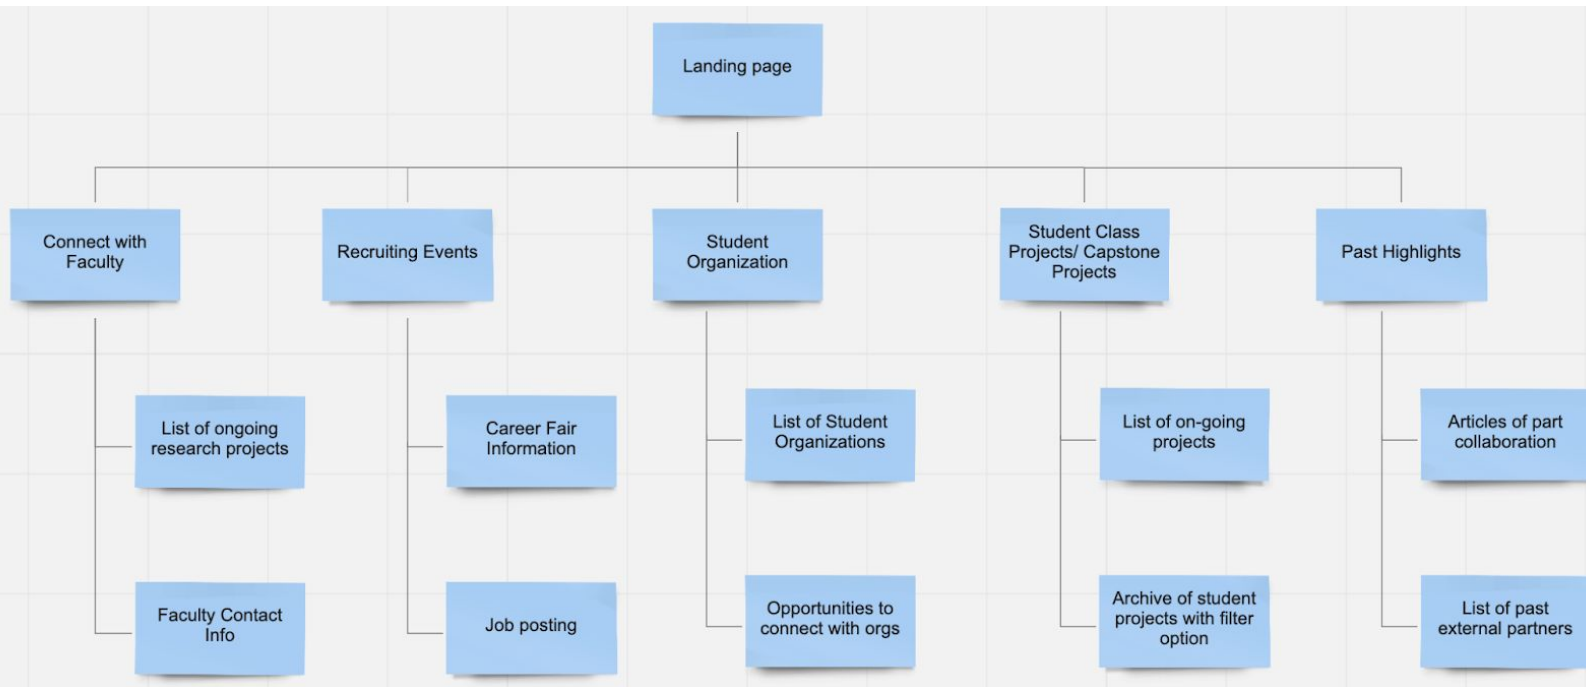 Landing page
Connect with
Faculty
Recruiting Events
Student
Organization
Student Class
Projects/ Capstone
Projects
Past Highlights
List of ongoing
research projects
Career Fair
Information
List of Student
Organizations
List of on-going
projects
Articles of part
collaboration
Faculty Contact
Info
Job posting
Opportunities to
connect with orgs
Archive of student
projects with filter
option
List of past
external partners